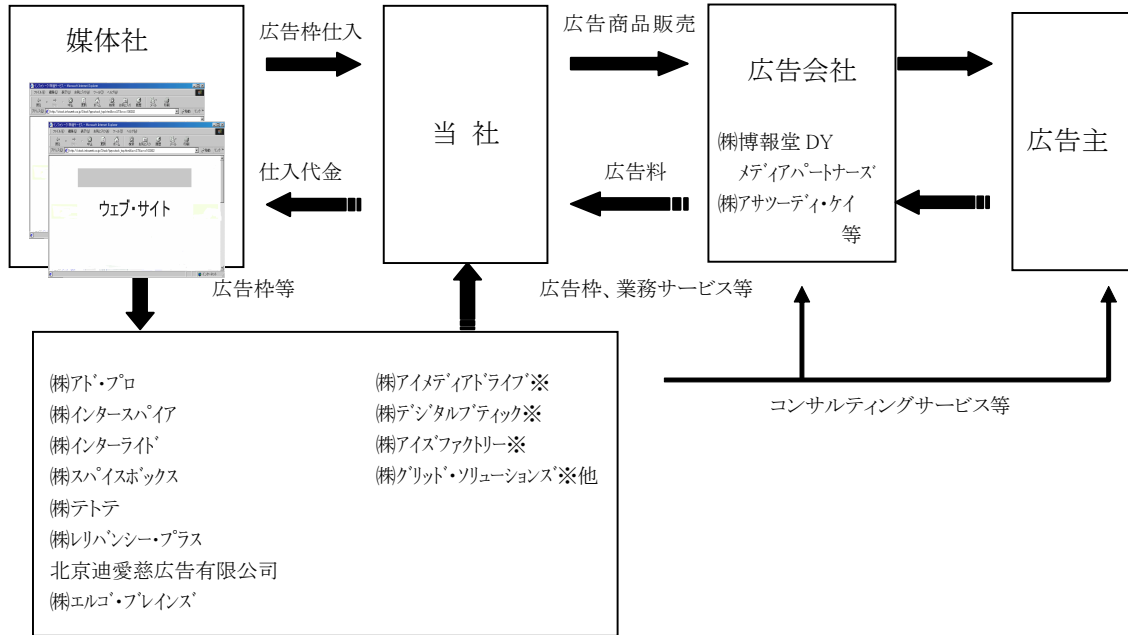 媒体社
広告枠仕入
仕入代金
ウェブ・サイト
当 社
広告商品販売
広告料
広告会社
㈱博報堂 DY
メディアパートナーズ
㈱アサツーディ・ケイ
等
広告主
広告枠等
広告枠、業務サービス等
㈱アド・プロ
㈱インタースパイア
㈱インターライド
㈱スパイスボックス
㈱テトテ
㈱レリバンシー・プラス
北京迪愛慈広告有限公司
㈱エルゴ・ブレインズ
㈱アイメディアドライブ※
㈱デジタルブティック※
㈱アイズファクトリー※
㈱グリッド・ソリューションズ※他
コンサルティングサービス等